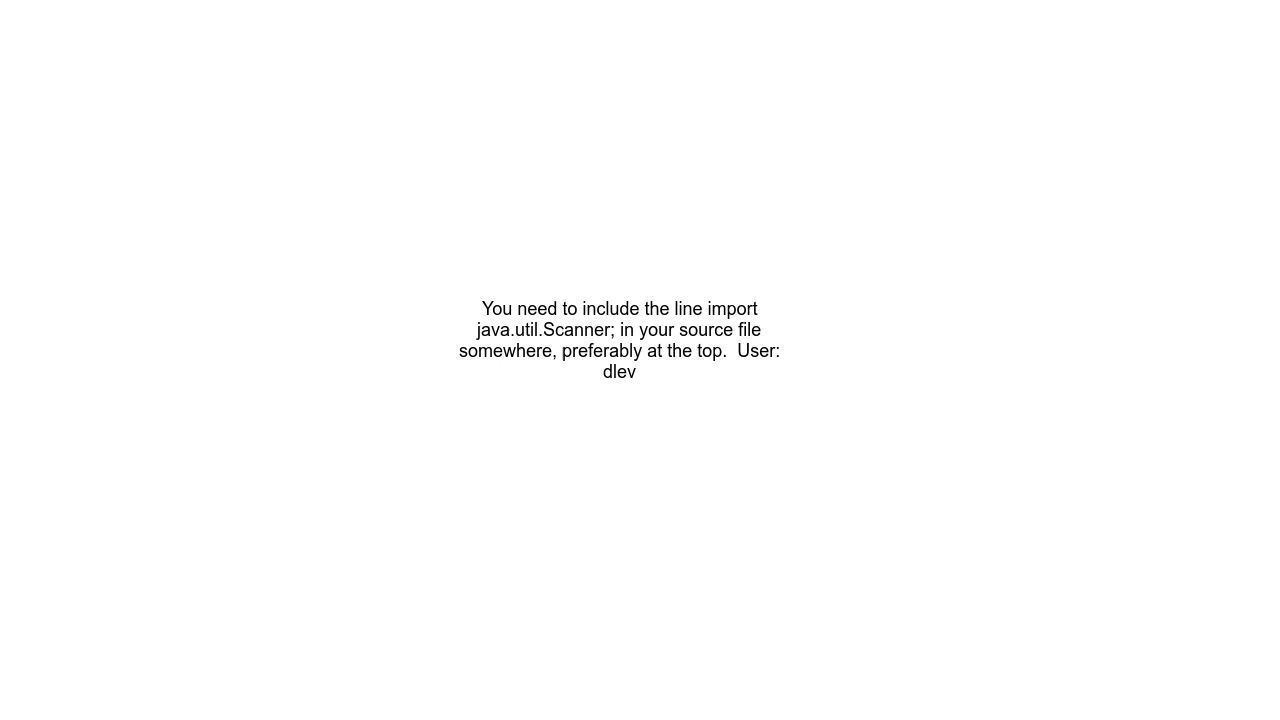 You need to include the line import
java.util.Scanner; in your source file
somewhere, preferably at the top.  User:
dlev